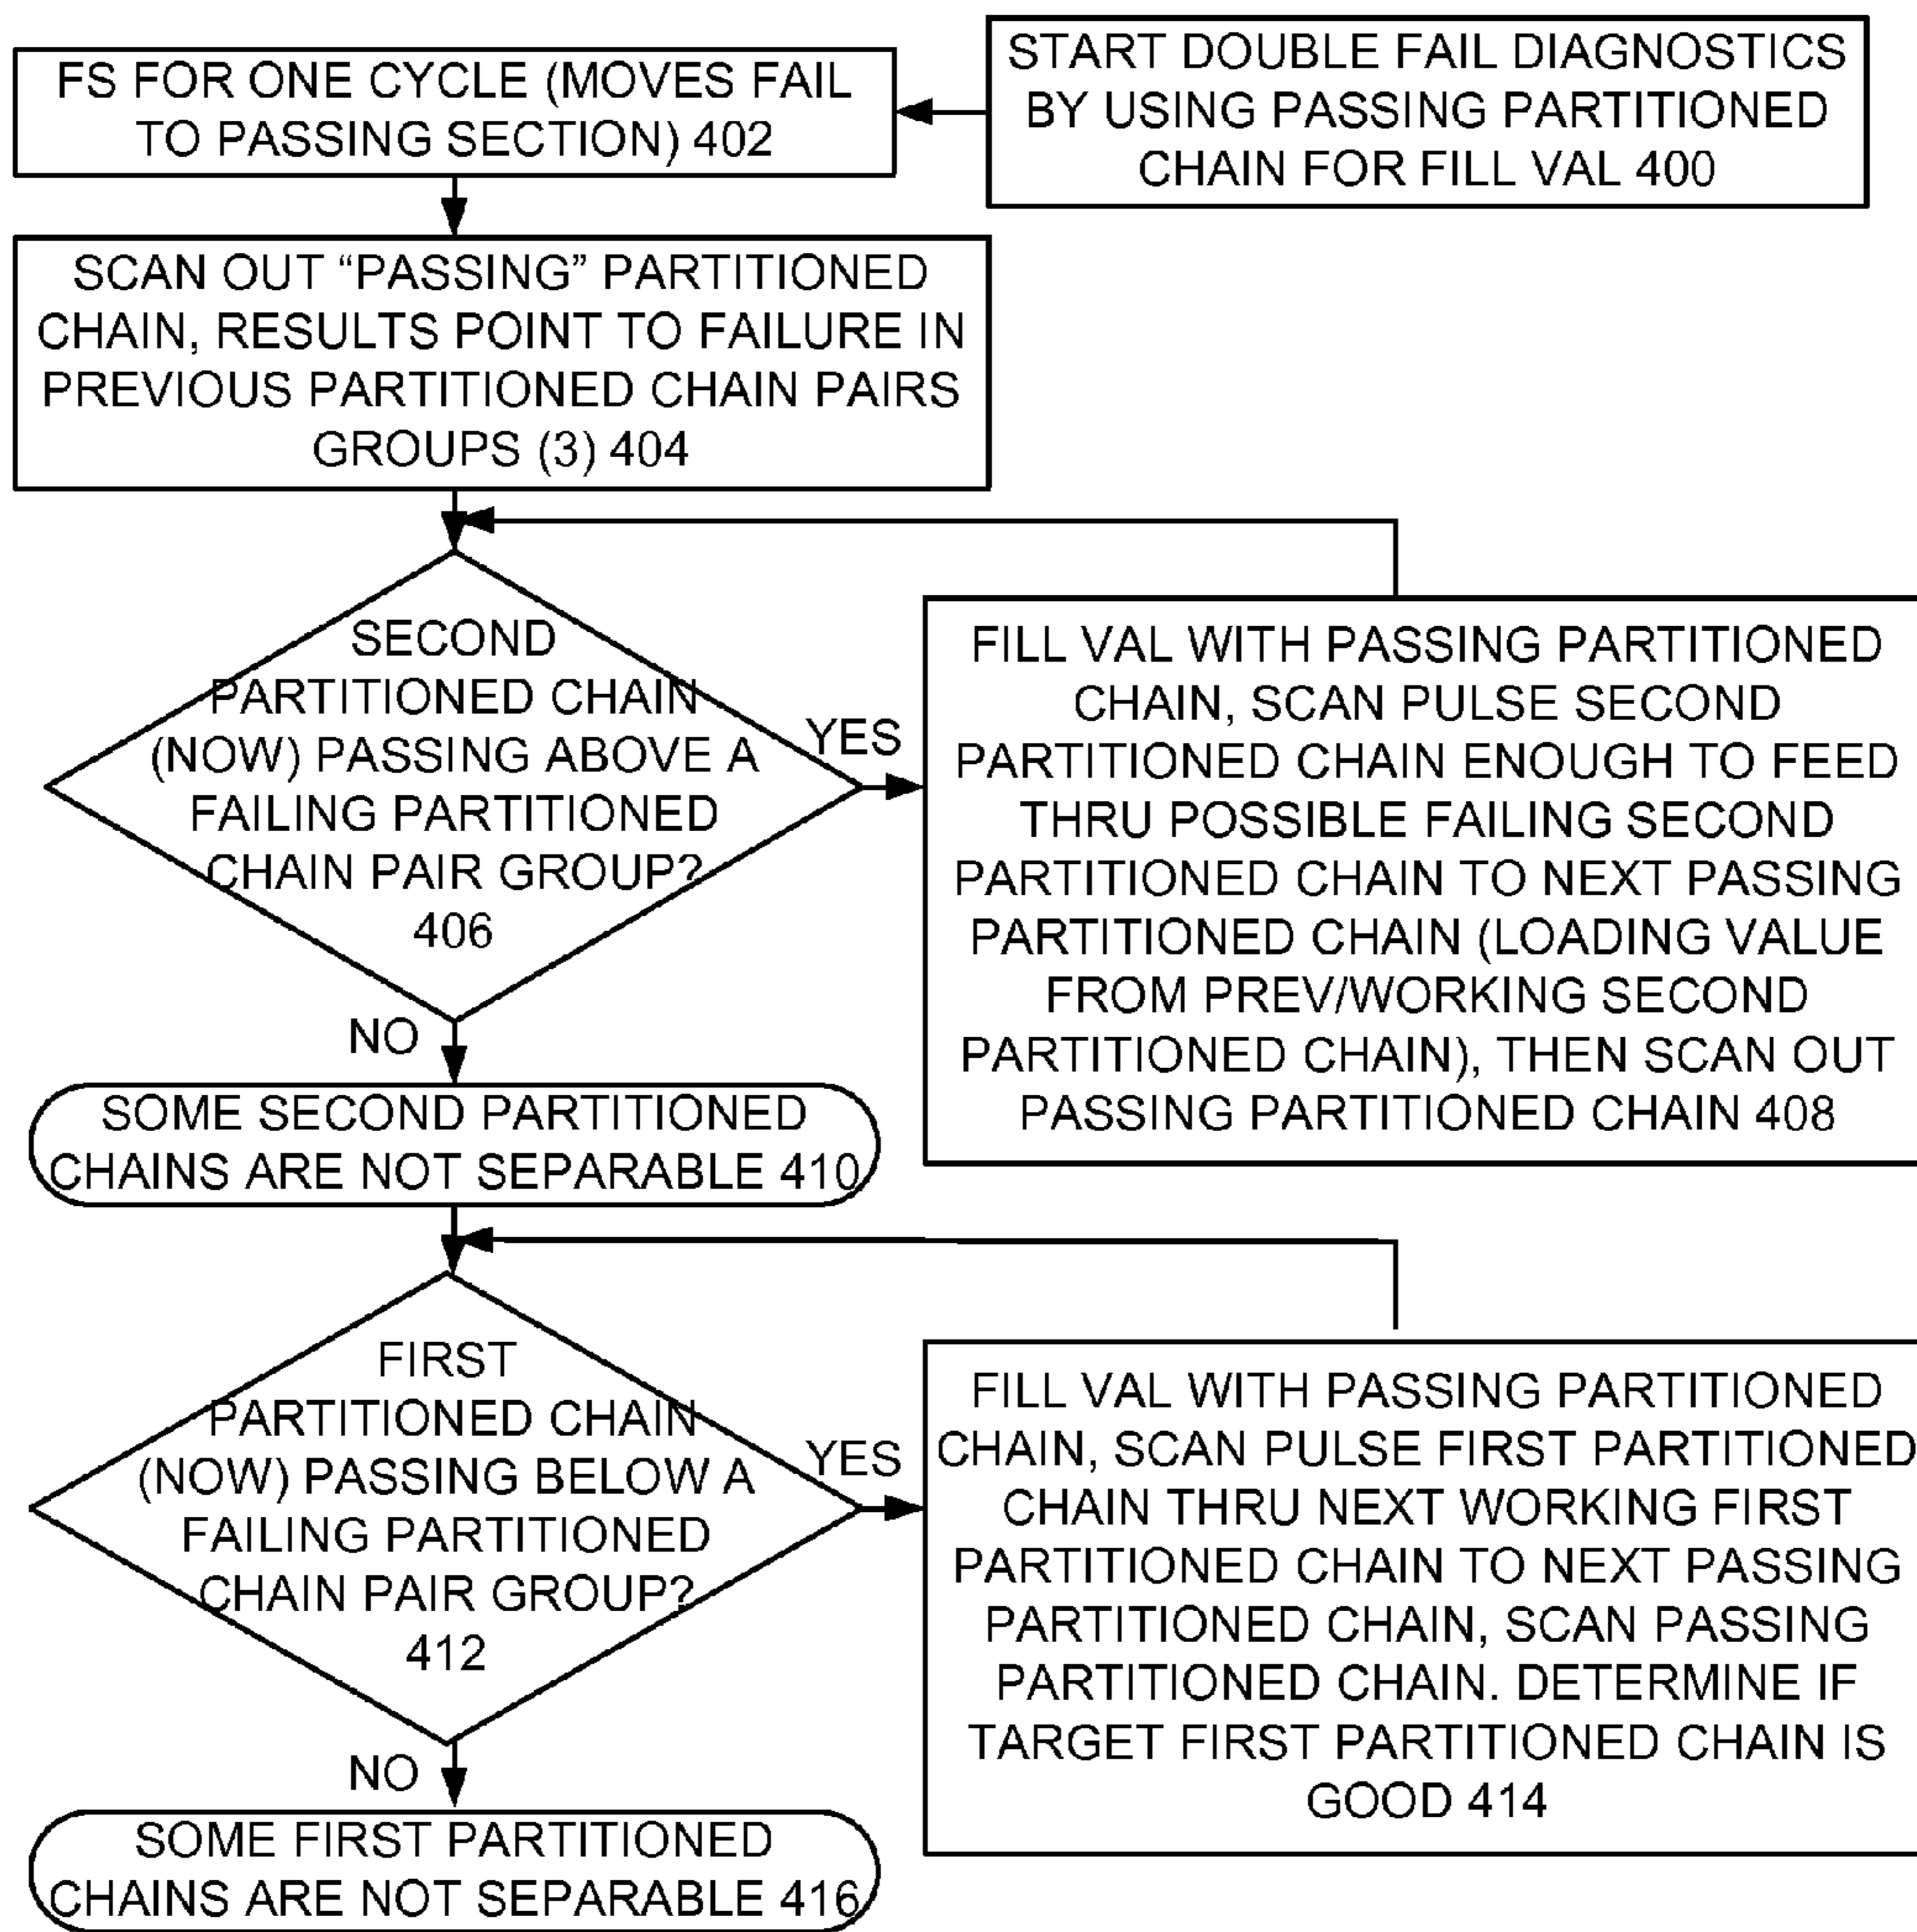 START DOUBLE FAIL DIAGNOSTICS
BY USING PASSING PARTITIONED
CHAIN FOR FILL VAL 400
FS FOR ONE CYCLE (MOVES FAIL
TO PASSING SECTION) 402
SCAN OUT “PASSING” PARTITIONED
CHAIN, RESULTS POINT TO FAILURE IN
PREVIOUS PARTITIONED CHAIN PAIRS
GROUPS (3) 404
SECOND
PARTITIONED CHAIN
(NOW) PASSING ABOVE A
FAILING PARTITIONED
CHAIN PAIR GROUP?
406
YES
FILL VAL WITH PASSING PARTITIONED
CHAIN, SCAN PULSE SECOND
PARTITIONED CHAIN ENOUGH TO FEED
THRU POSSIBLE FAILING SECOND
PARTITIONED CHAIN TO NEXT PASSING
PARTITIONED CHAIN (LOADING VALUE
FROM PREV/WORKING SECOND
PARTITIONED CHAIN), THEN SCAN OUT
PASSING PARTITIONED CHAIN 408
NO
SOME SECOND PARTITIONED
CHAINS ARE NOT SEPARABLE 410
FIRST
PARTITIONED CHAIN
(NOW) PASSING BELOW A
FAILING PARTITIONED
CHAIN PAIR GROUP?
412
YES
FILL VAL WITH PASSING PARTITIONED
CHAIN, SCAN PULSE FIRST PARTITIONED
CHAIN THRU NEXT WORKING FIRST
PARTITIONED CHAIN TO NEXT PASSING
PARTITIONED CHAIN, SCAN PASSING
PARTITIONED CHAIN. DETERMINE IF
TARGET FIRST PARTITIONED CHAIN IS
GOOD 414
NO
SOME FIRST PARTITIONED
CHAINS ARE NOT SEPARABLE 416